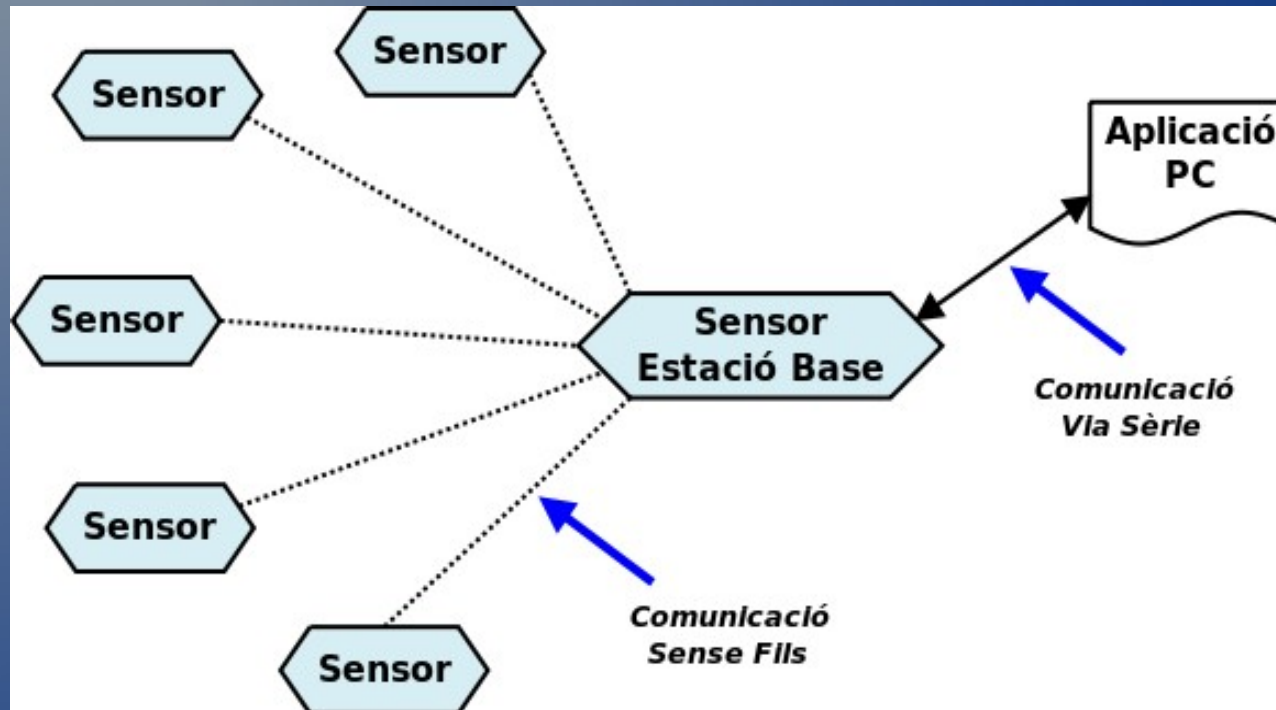 Sensor
Sensor
Aplicació
PC
Sensor
Sensor
Estació Base
Comunicació
Via Sèrie
Sensor
Comunicació
Sense Fils
Sensor